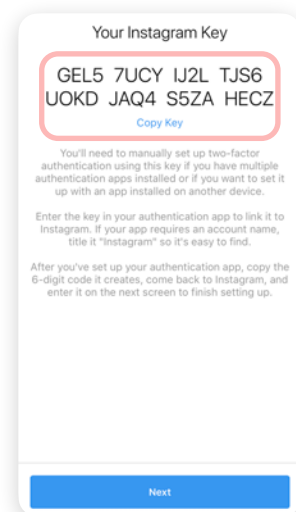 Your Instagram Key
GEL5 7UCY IJ2L TJS6
UOKD JAQ4 S5ZA HECZ
Copy Key
You'll need to manually set up two-factor
authentication using this key if you have multiple
authentication apps installed or if you want to set it
up with an app installed on another device.
Enter the key in your authentication app to link it to
Instagram. If your app requires an account name,
title it "Instagram" so it's easy to find.
After you've set up your authentication app, copy the
6-digit code it creates, come back to Instagram, and
enter it on the next screen to finish setting up.
Next